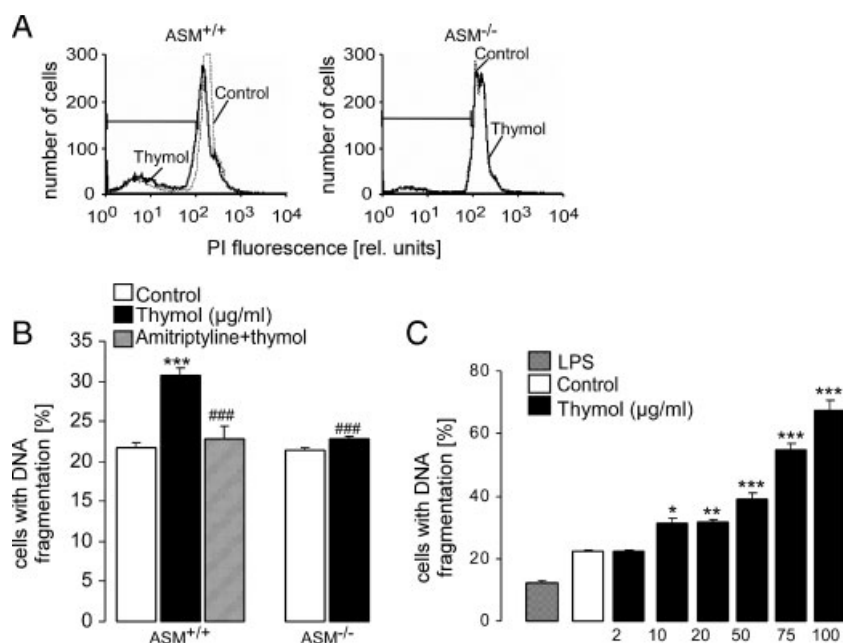 A
ASM+/+
ASM-/-
number of cells
300
200
100
0
Control
Thymol
10⁰ 10¹ 10² 10³ 10⁴
number of cells
300
200
100
0
Control
Thymol
10⁰ 10¹ 10² 10³ 10⁴
PI fluorescence [rel. units]
B
Control
Thymol (µg/ml)
Amitriptyline+thymol
cells with DNA
fragmentation [%]
35
30
25
20
15
10
5
0
***
###
###
ASM+/+
ASM-/-
C
LPS
Control
Thymol (µg/ml)
cells with DNA
fragmentation [%]
80
60
40
20
0
*
**
***
***
***
2 10 20 50 75 100